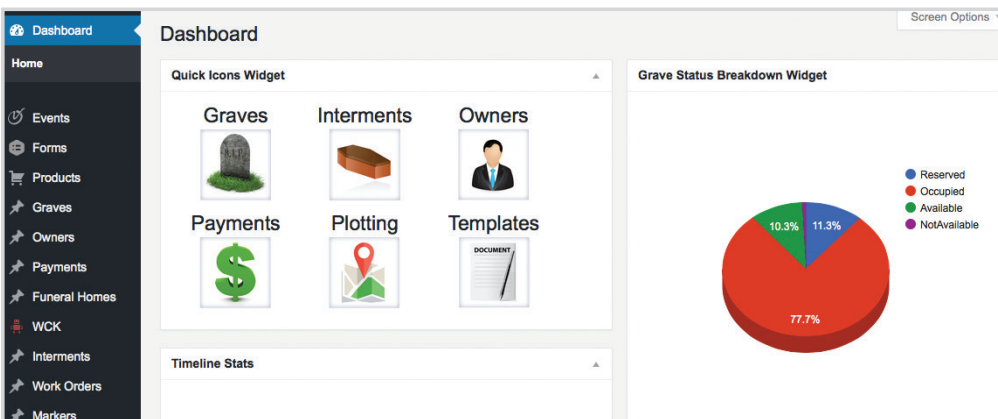 Dashboard
Home
Events
Forms
Products
Graves
Owners
Payments
Funeral Homes
WCK
Interments
Work Orders
Markers
Screen Options
Dashboard
Quick Icons Widget
Graves Interments Owners
RIP
Payments Plotting Templates
$
DOCUMENT
Timeline Stats
Grave Status Breakdown Widget
Reserved
Occupied
Available
NotAvailable
10.3% 11.3%
77.7%